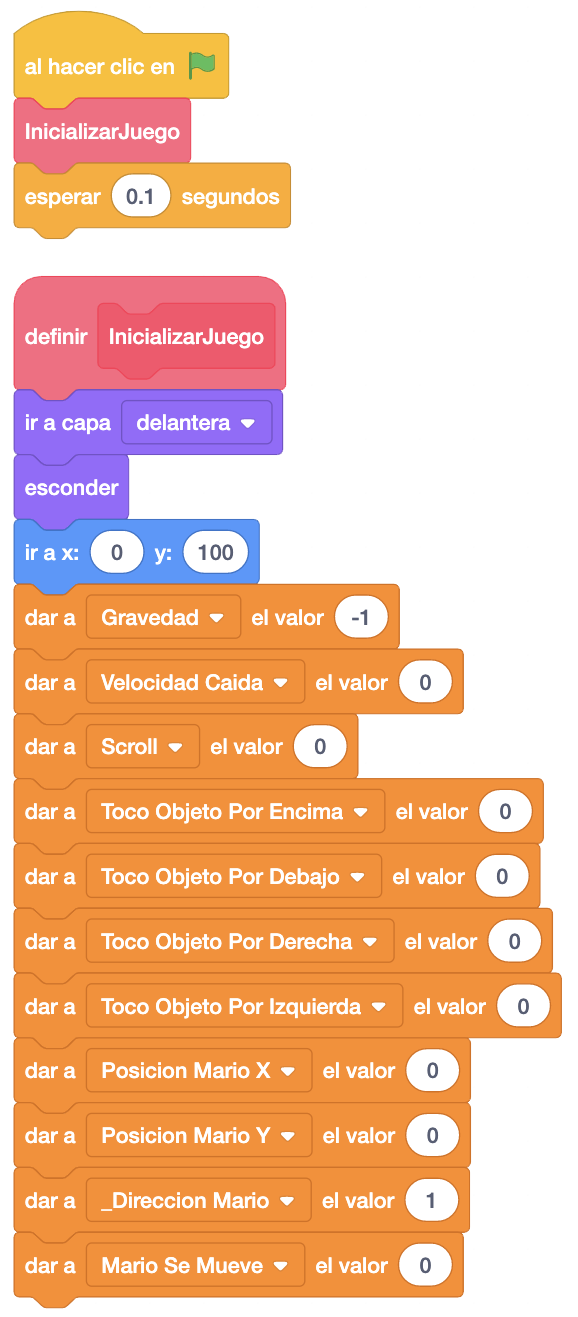 al hacer clic en
InicializarJuego
esperar 0.1 segundos
definir InicializarJuego
ir a capa delantera
esconder
ir a x: 0 y: 100
dar a Gravedad el valor -1
dar a Velocidad Caida el valor 0
dar a Scroll el valor 0
dar a Toco Objeto Por Encima el valor 0
dar a Toco Objeto Por Debajo el valor 0
dar a Toco Objeto Por Derecha el valor 0
dar a Toco Objeto Por Izquierda el valor 0
dar a Posicion Mario X el valor 0
dar a Posicion Mario Y el valor 0
dar a _Direccion Mario el valor 1
dar a Mario Se Mueve el valor 0